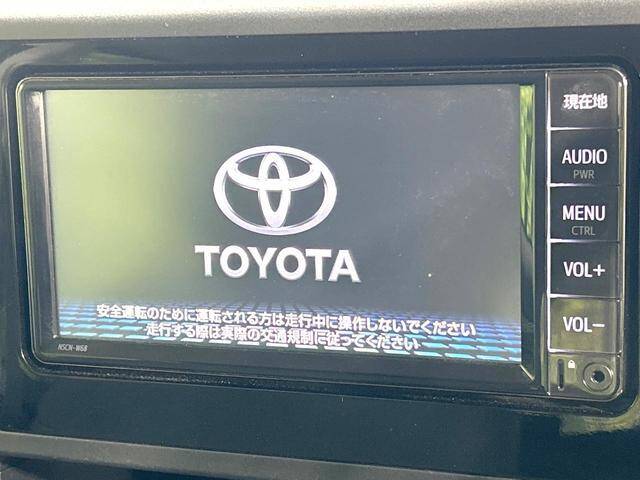 現在地
AUDIO
PWR
MENU
CTRL
VOL+
VOL-
TOYOTA
安全運転のために運転される方は走行中に操作しないでください
走行する際は実際の交通規制に従ってください
NSCN-W68